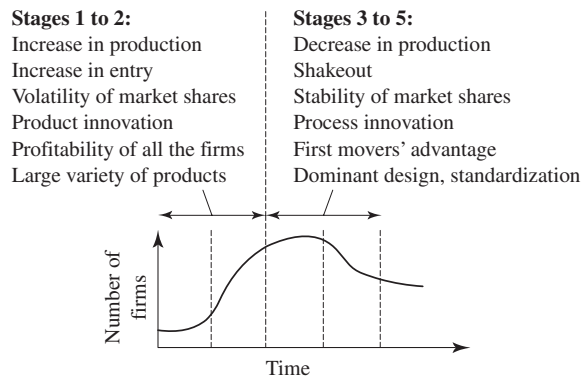 Stages 1 to 2:
Increase in production
Increase in entry
Volatility of market shares
Product innovation
Profitability of all the firms
Large variety of products
Stages 3 to 5:
Decrease in production
Shakeout
Stability of market shares
Process innovation
First movers’ advantage
Dominant design, standardization
Number of
firms
Time